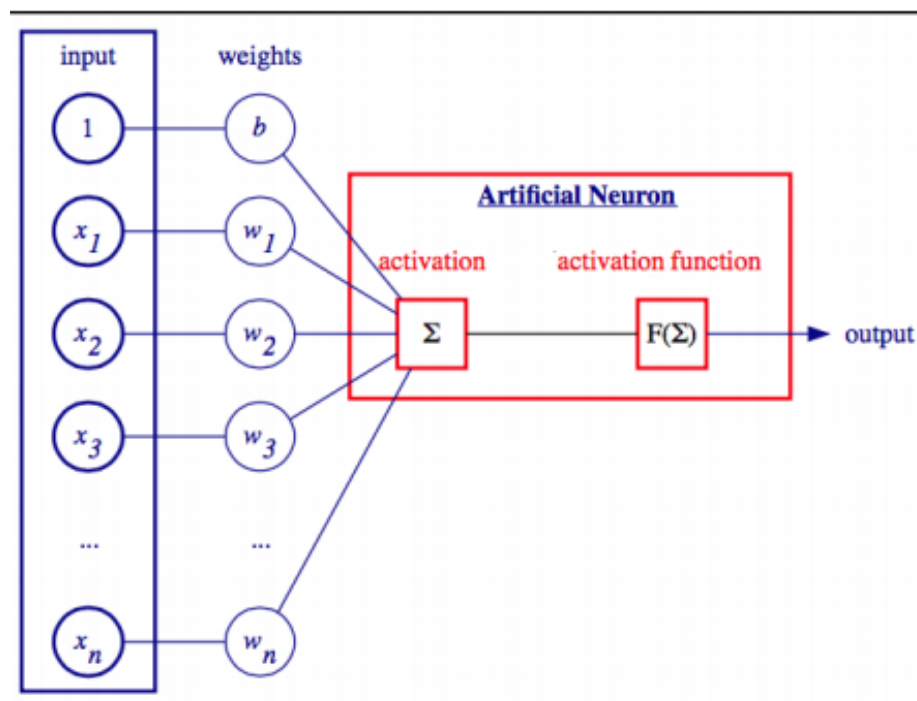 input weights
1 b
Artificial Neuron
x1 w1
activation activation function
x2 w2 Σ F(Σ) output
x3 w3
... ...
xn wn